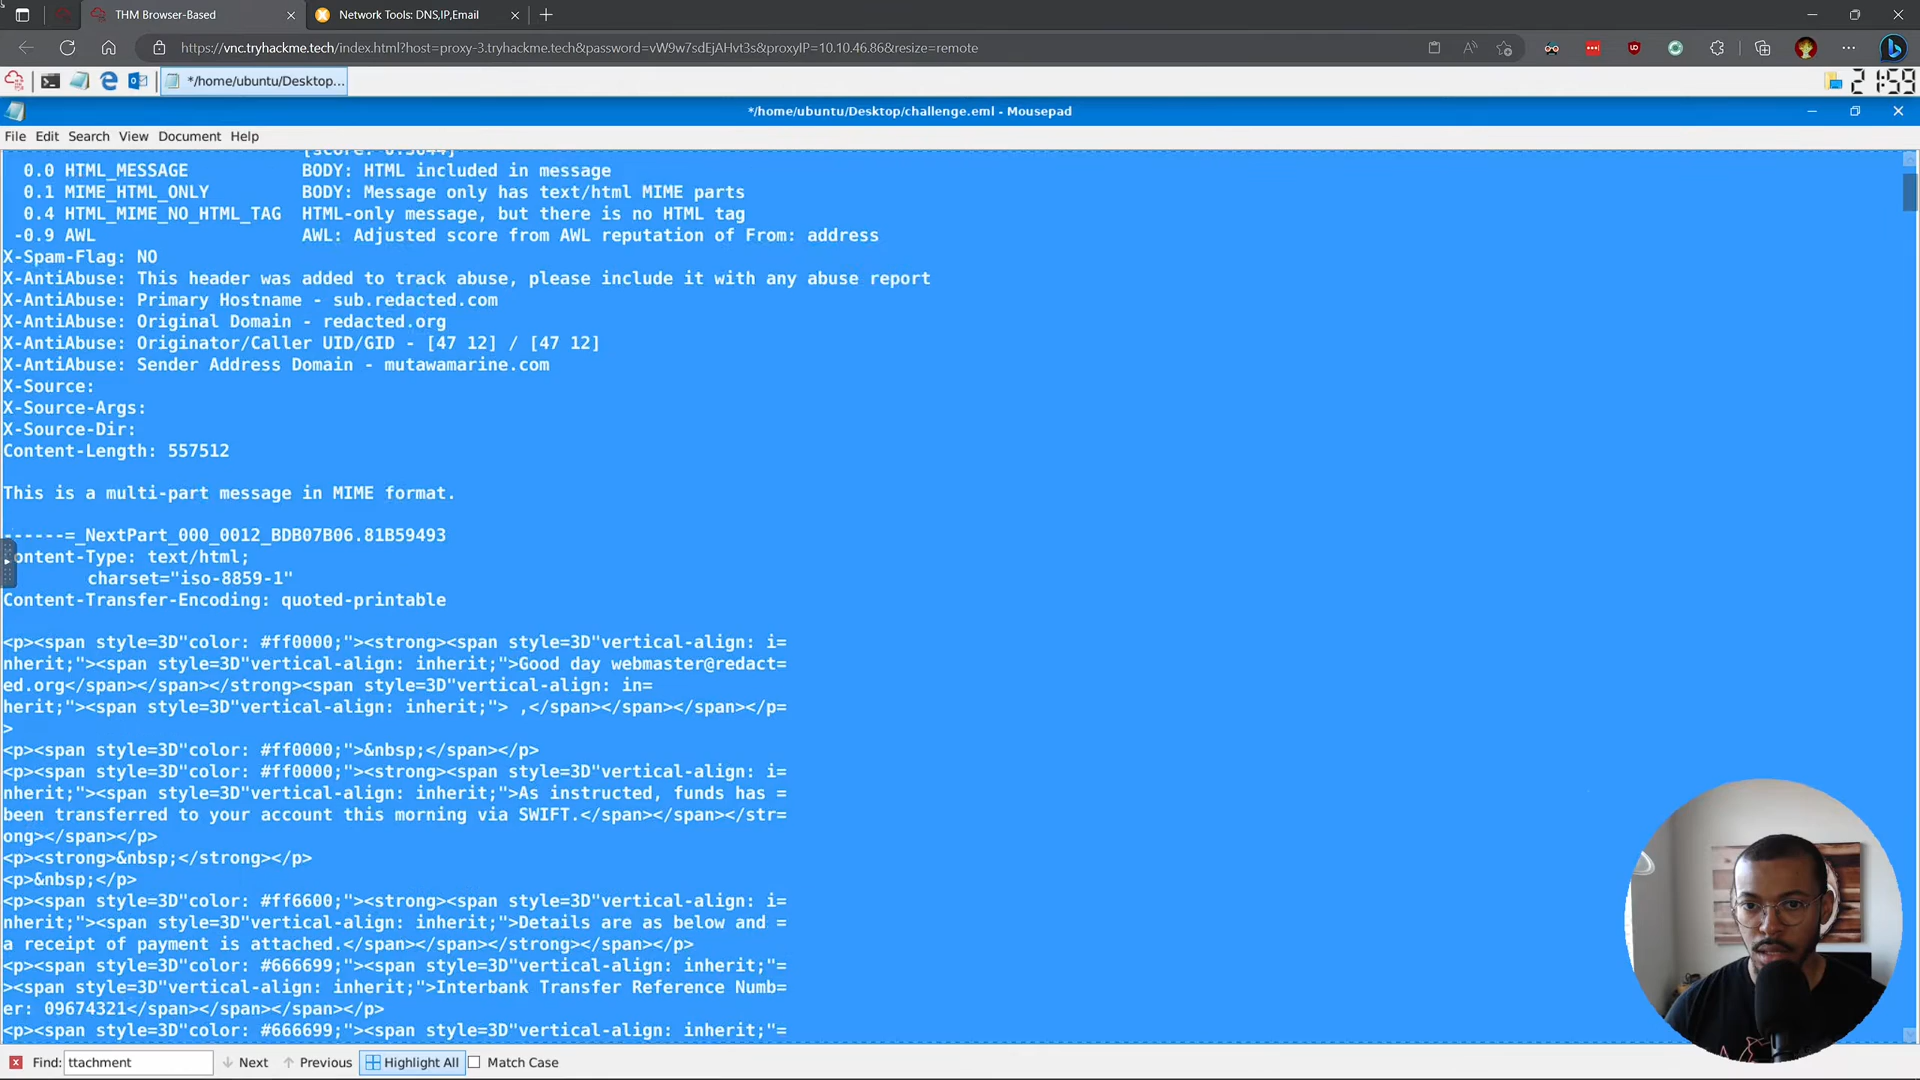 THM Browser-Based
Network Tools: DNS,IP,Email
https://vnc.tryhackme.tech/index.html?host=proxy-3.tryhackme.tech&password=vW9w7sdEjAHvt3s&proxyIP=10.10.46.86&resize=remote
*/home/ubuntu/Desktop...
21:59
*/home/ubuntu/Desktop/challenge.eml - Mousepad
File Edit Search View Document Help
0.0 HTML_MESSAGE BODY: HTML included in message
0.1 MIME_HTML_ONLY BODY: Message only has text/html MIME parts
0.4 HTML_MIME_NO_HTML_TAG HTML-only message, but there is no HTML tag
-0.9 AWL AWL: Adjusted score from AWL reputation of From: address
X-Spam-Flag: NO
X-AntiAbuse: This header was added to track abuse, please include it with any abuse report
X-AntiAbuse: Primary Hostname - sub.redacted.com
X-AntiAbuse: Original Domain - redacted.org
X-AntiAbuse: Originator/Caller UID/GID - [47 12] / [47 12]
X-AntiAbuse: Sender Address Domain - mutawamarine.com
X-Source:
X-Source-Args:
X-Source-Dir:
Content-Length: 557512
This is a multi-part message in MIME format.
------=_NextPart_000_0012_BDB07B06.81B59493
ontent-Type: text/html;
charset="iso-8859-1"
Content-Transfer-Encoding: quoted-printable
<p><span style=3D"color: #ff0000;"><strong><span style=3D"vertical-align: i=
nherit;"><span style=3D"vertical-align: inherit;">Good day webmaster@redact=
ed.org</span></span></strong><span style=3D"vertical-align: in=
herit;"><span style=3D"vertical-align: inherit;"> ,</span></span></span></p=
>
<p><span style=3D"color: #ff0000;">&nbsp;</span></p>
<p><span style=3D"color: #ff0000;"><strong><span style=3D"vertical-align: i=
nherit;"><span style=3D"vertical-align: inherit;">As instructed, funds has =
been transferred to your account this morning via SWIFT.</span></span></str=
ong></span></p>
<p><strong>&nbsp;</strong></p>
<p>&nbsp;</p>
<p><span style=3D"color: #ff6600;"><strong><span style=3D"vertical-align: i=
nherit;"><span style=3D"vertical-align: inherit;">Details are as below and =
a receipt of payment is attached.</span></span></strong></span></p>
<p><span style=3D"color: #666699;"><span style=3D"vertical-align: inherit;"=
><span style=3D"vertical-align: inherit;">Interbank Transfer Reference Numb=
er: 09674321</span></span></span></p>
<p><span style=3D"color: #666699;"><span style=3D"vertical-align: inherit;"=
Find: ttachment Next Previous Highlight All Match Case